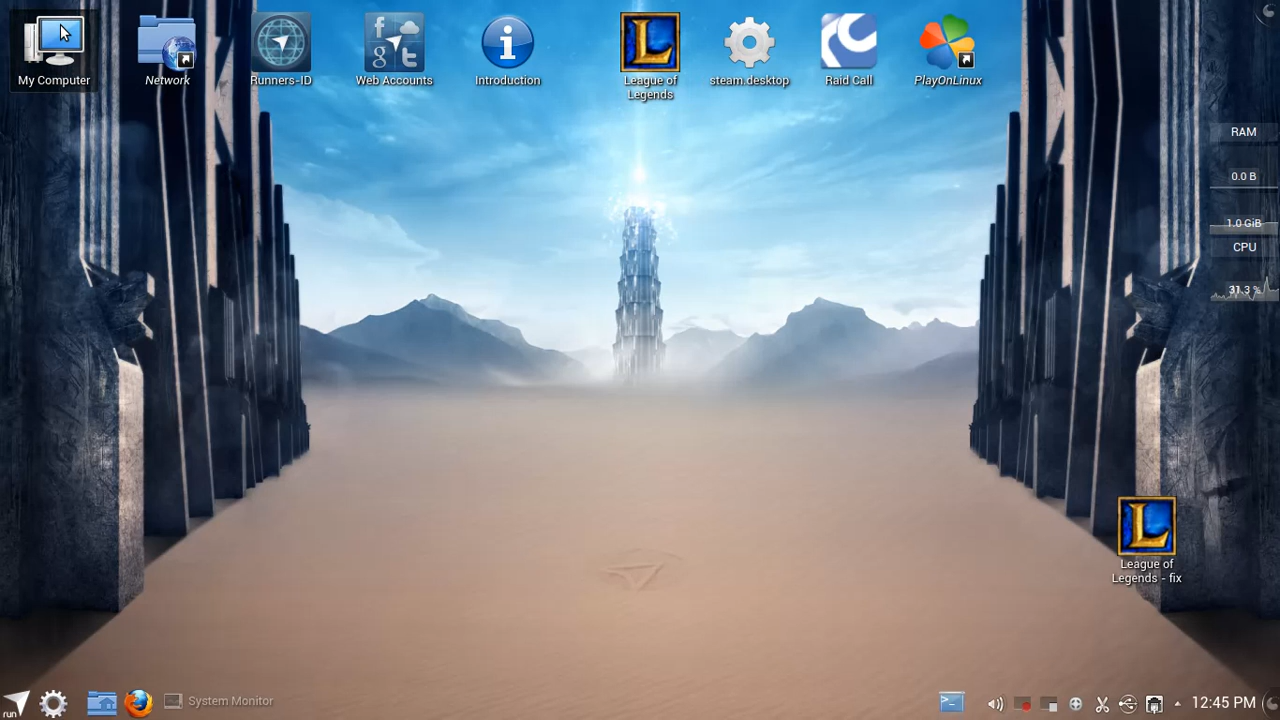 My Computer
Network
Runners-ID
Web Accounts
Introduction
League of
Legends
steam.desktop
Raid Call
PlayOnLinux
RAM
0.0 B
1.0 GiB
CPU
31.3 %
League of
Legends - fix
run
System Monitor
12:45 PM